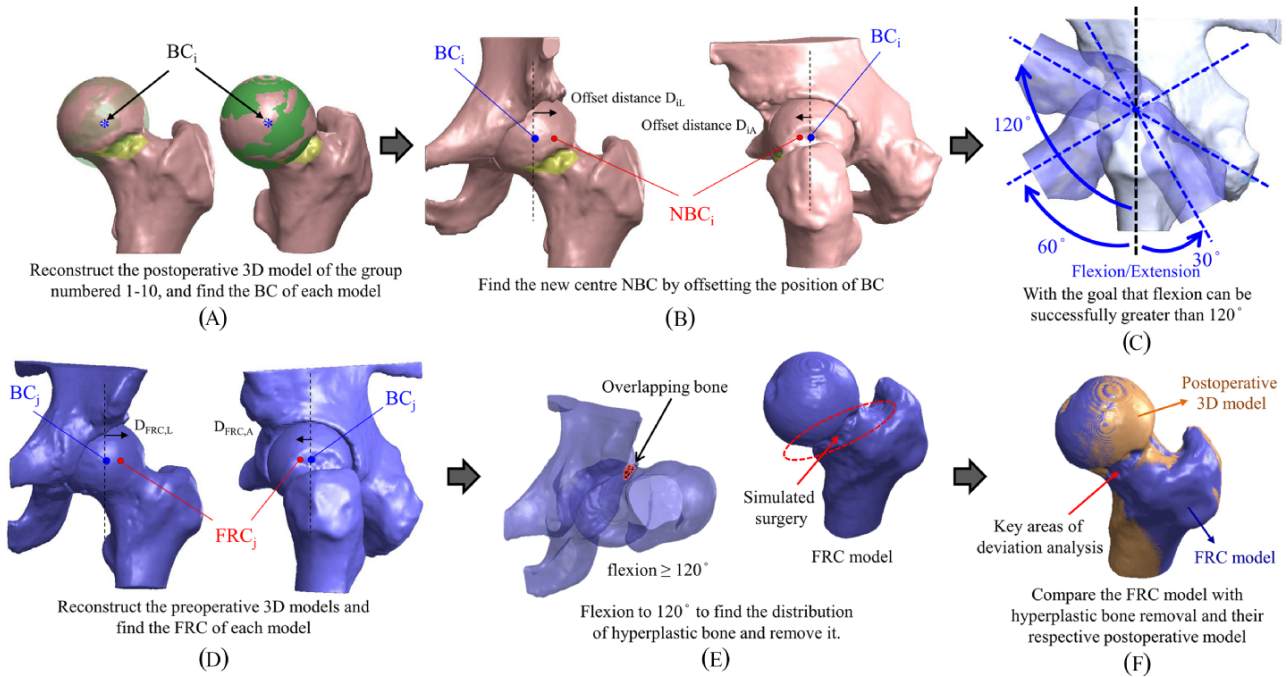 BCi
Reconstruct the postoperative 3D model of the group
numbered 1-10, and find the BC of each model
(A)
BCi
Offset distance DiL
BCi
Offset distance DiA
NBCi
Find the new centre NBC by offsetting the position of BC
(B)
120°
60°
30°
Flexion/Extension
With the goal that flexion can be
successfully greater than 120°
(C)
BCj
DFRC,L
DFRC,A
BCj
FRCj
Reconstruct the preoperative 3D models and
find the FRC of each model
(D)
Overlapping bone
flexion ≥ 120°
Simulated
surgery
FRC model
Flexion to 120° to find the distribution
of hyperplastic bone and remove it.
(E)
Postoperative
3D model
Key areas of
deviation analysis
FRC model
Compare the FRC model with
hyperplastic bone removal and their
respective postoperative model
(F)